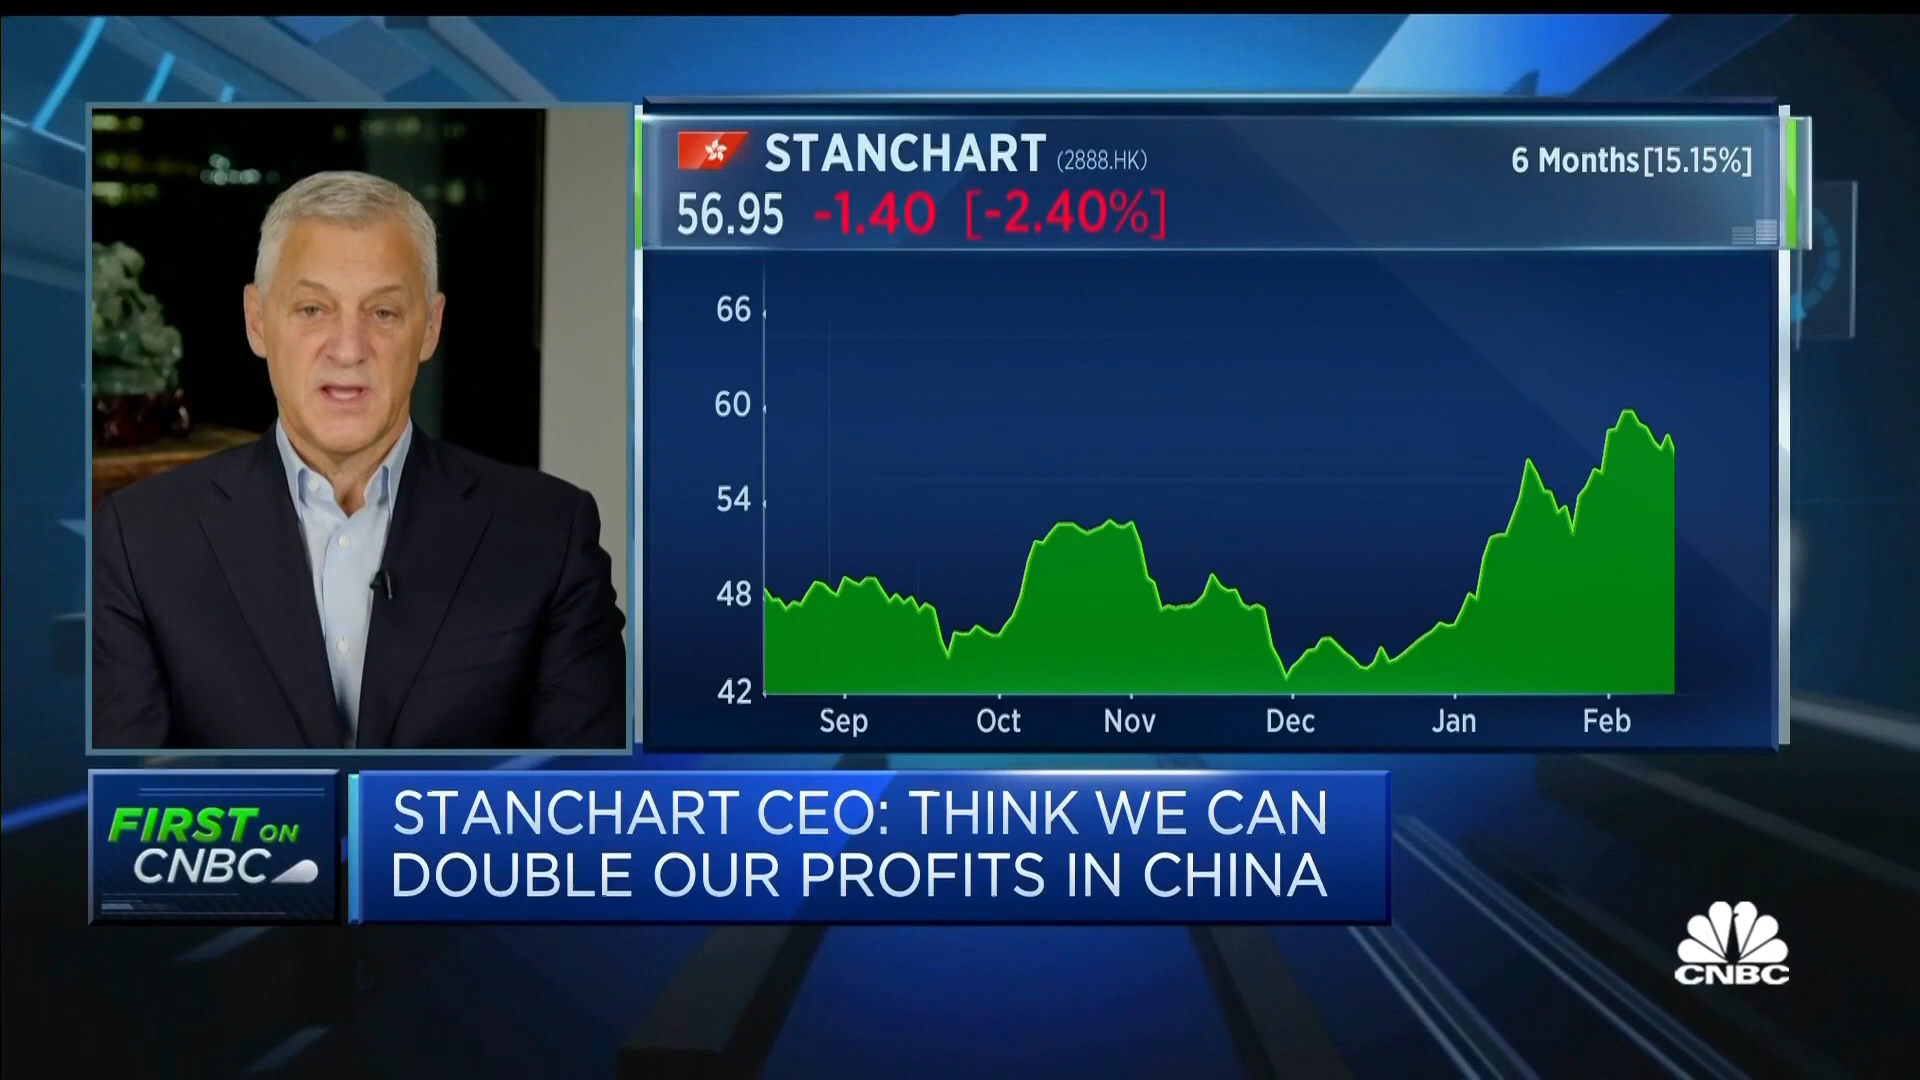 STANCHART (2888.HK)
6 Months [15.15%]
56.95 -1.40 [-2.40%]
66
60
54
48
42
Sep Oct Nov Dec Jan Feb
FIRST ON
CNBC
STANCHART CEO: THINK WE CAN
DOUBLE OUR PROFITS IN CHINA
CNBC